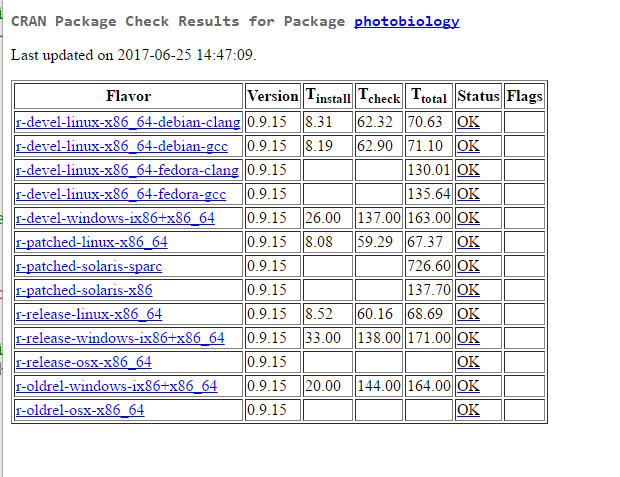 CRAN Package Check Results for Package photobiology
Last updated on 2017-06-25 14:47:09.
Flavor Version Tinstall Tcheck Ttotal Status Flags
r-devel-linux-x86_64-debian-clang 0.9.15 8.31 62.32 70.63 OK
r-devel-linux-x86_64-debian-gcc 0.9.15 8.19 62.90 71.10 OK
r-devel-linux-x86_64-fedora-clang 0.9.15 130.01 OK
r-devel-linux-x86_64-fedora-gcc 0.9.15 135.64 OK
r-devel-windows-ix86+x86_64 0.9.15 26.00 137.00 163.00 OK
r-patched-linux-x86_64 0.9.15 8.08 59.29 67.37 OK
r-patched-solaris-sparc 0.9.15 726.60 OK
r-patched-solaris-x86 0.9.15 137.70 OK
r-release-linux-x86_64 0.9.15 8.52 60.16 68.69 OK
r-release-windows-ix86+x86_64 0.9.15 33.00 138.00 171.00 OK
r-release-osx-x86_64 0.9.15 OK
r-oldrel-windows-ix86+x86_64 0.9.15 20.00 144.00 164.00 OK
r-oldrel-osx-x86_64 0.9.15 OK